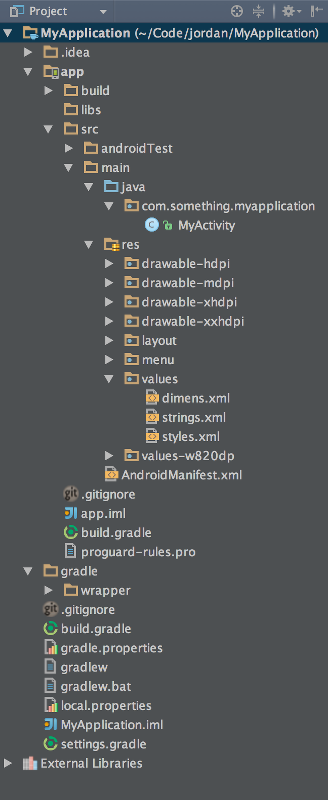 Project
MyApplication (~/Code/jordan/MyApplication)
.idea
app
build
libs
src
androidTest
main
java
com.something.myapplication
MyActivity
res
drawable-hdpi
drawable-mdpi
drawable-xhdpi
drawable-xxhdpi
layout
menu
values
dimens.xml
strings.xml
styles.xml
values-w820dp
AndroidManifest.xml
.gitignore
app.iml
build.gradle
proguard-rules.pro
gradle
wrapper
.gitignore
build.gradle
gradle.properties
gradlew
gradlew.bat
local.properties
MyApplication.iml
settings.gradle
External Libraries